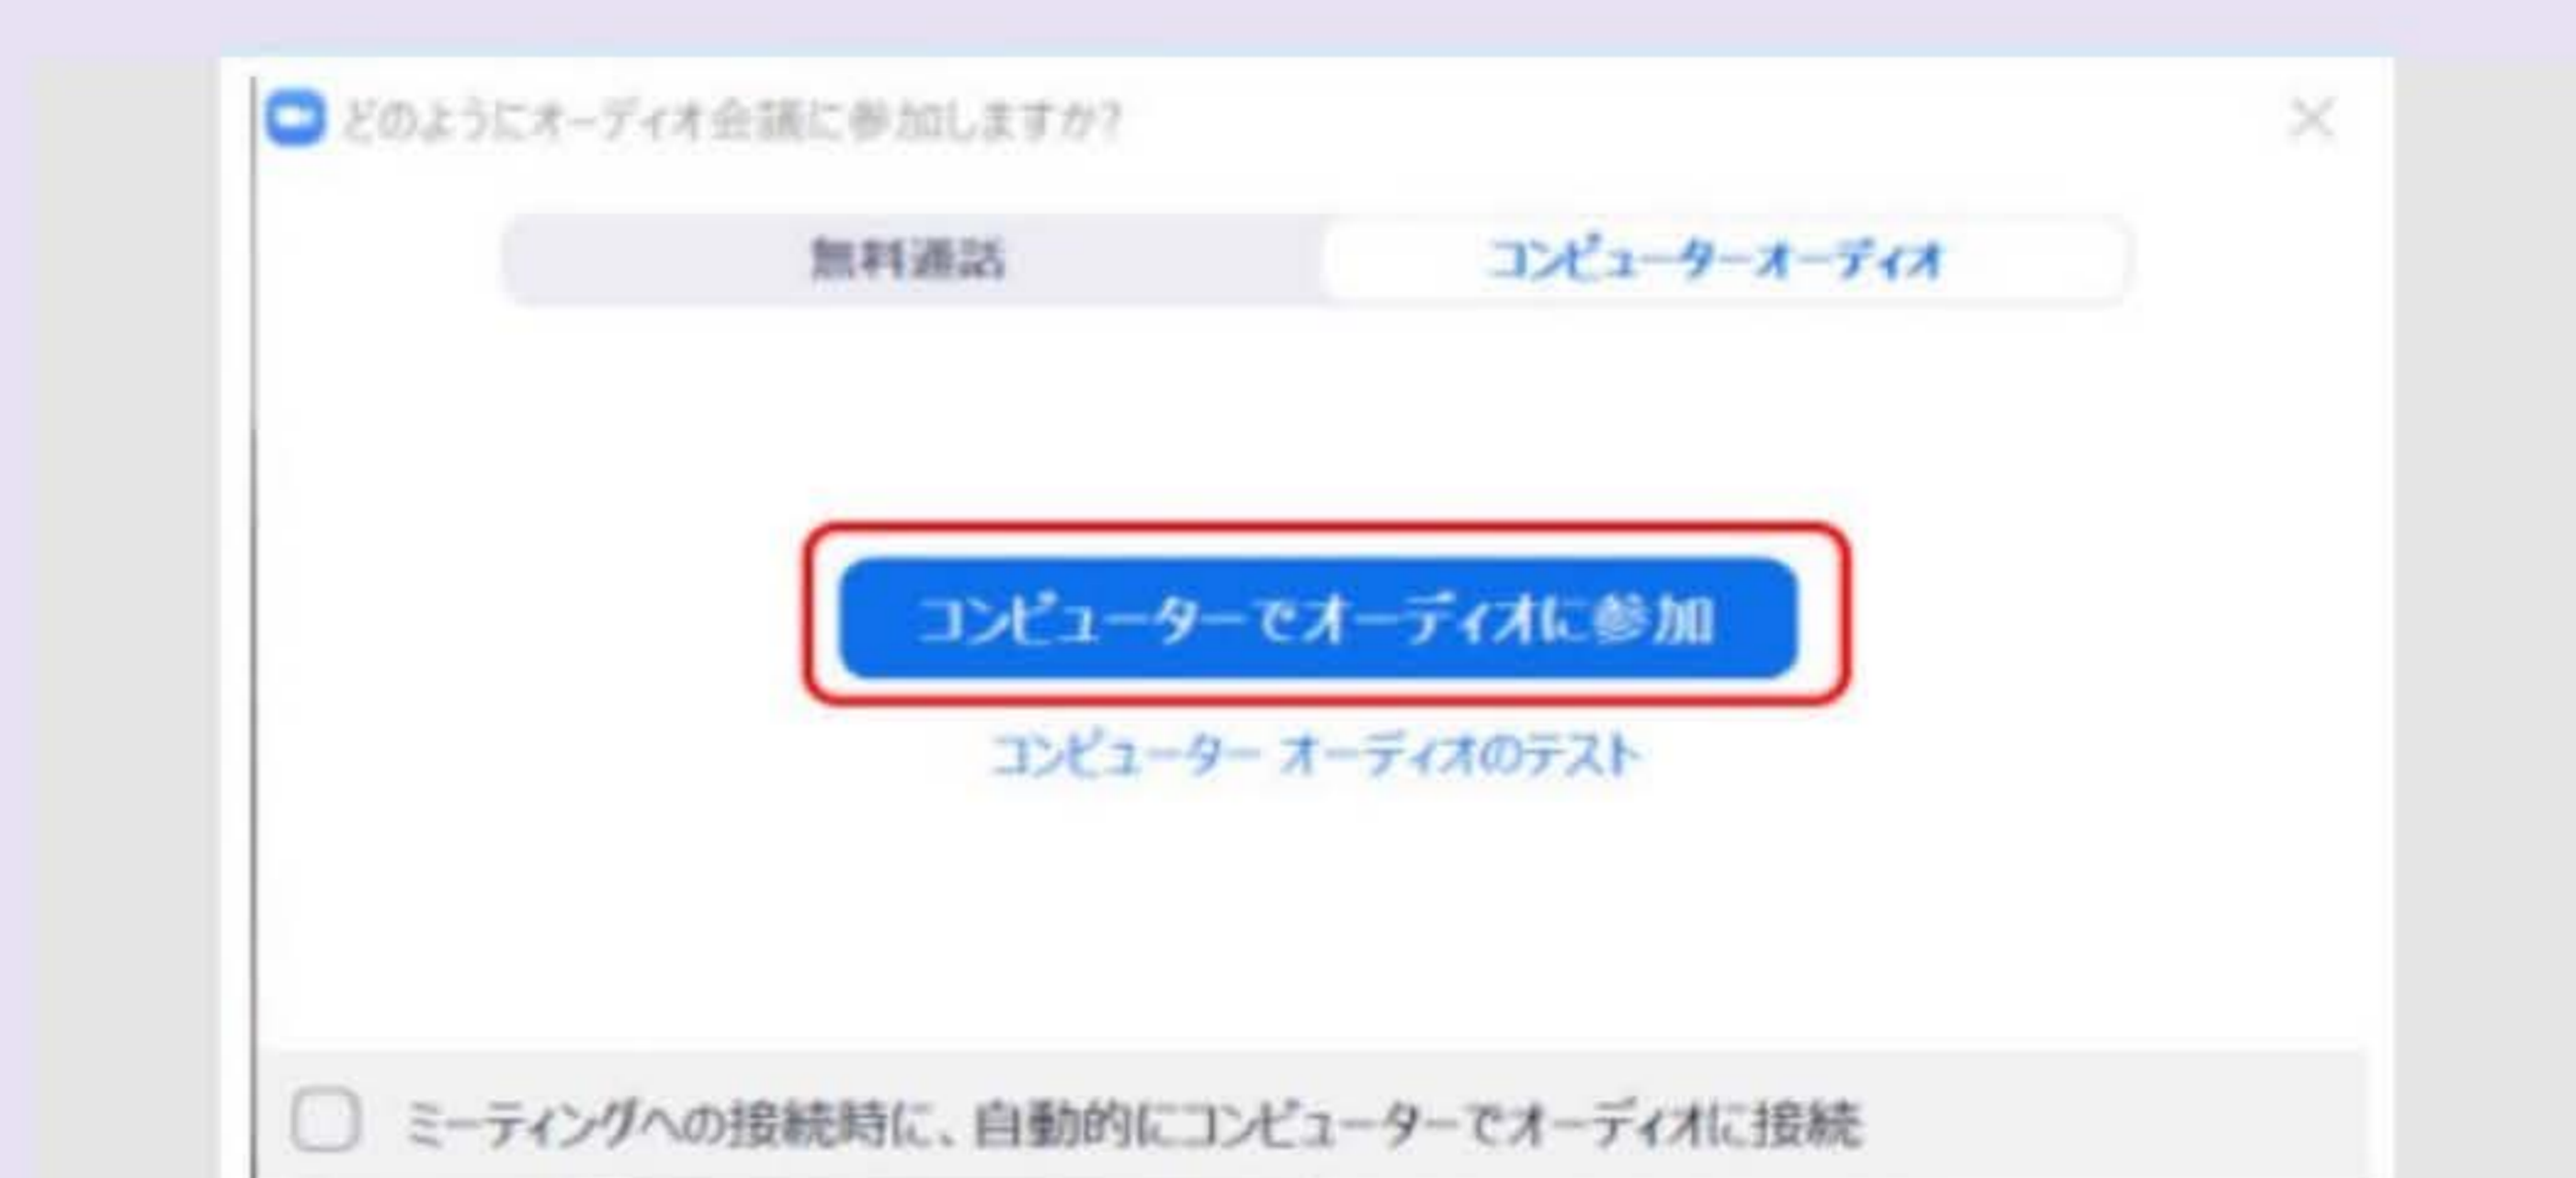 どのようにオーディオ会議に参加しますか?
無料通話 コンピューターオーディオ
コンピューターでオーディオに参加
コンピューター オーディオのテスト
ミーティングへの接続時に、自動的にコンピューターでオーディオに接続